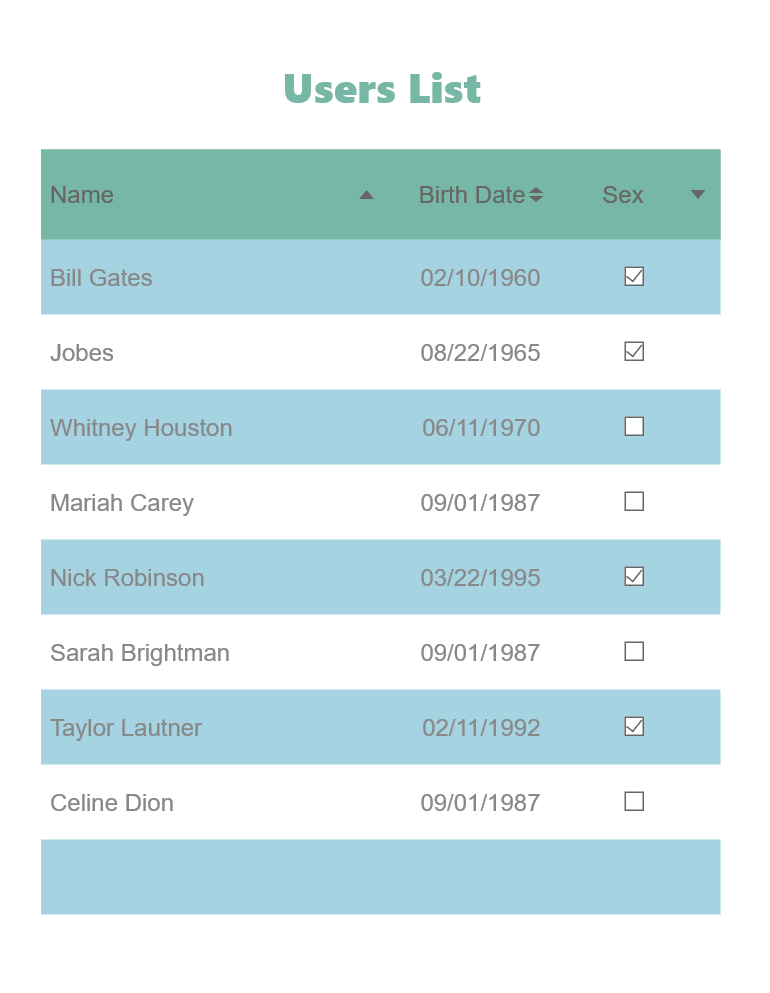 Users List
Name Birth Date Sex
Bill Gates 02/10/1960
Jobes 08/22/1965
Whitney Houston 06/11/1970
Mariah Carey 09/01/1987
Nick Robinson 03/22/1995
Sarah Brightman 09/01/1987
Taylor Lautner 02/11/1992
Celine Dion 09/01/1987